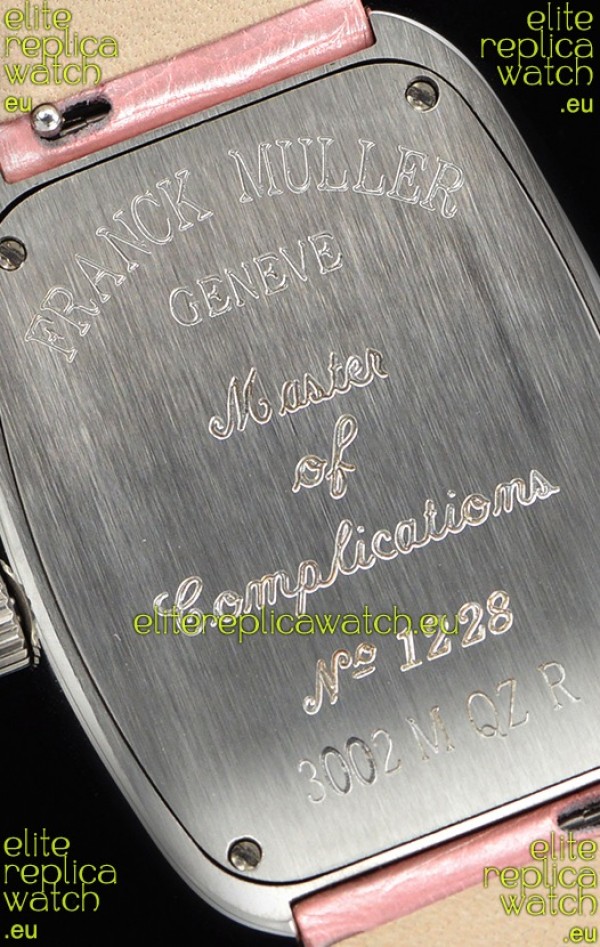 elite
replica
watch
.eu
elite
replica
watch
.eu
FRANCK MULLER
GENEVE
Master
of
Complications
elitereplicawatch.eu
No 1228
3002 M QZ R
elite
replica
watch
.eu
elite
replica
watch
.eu